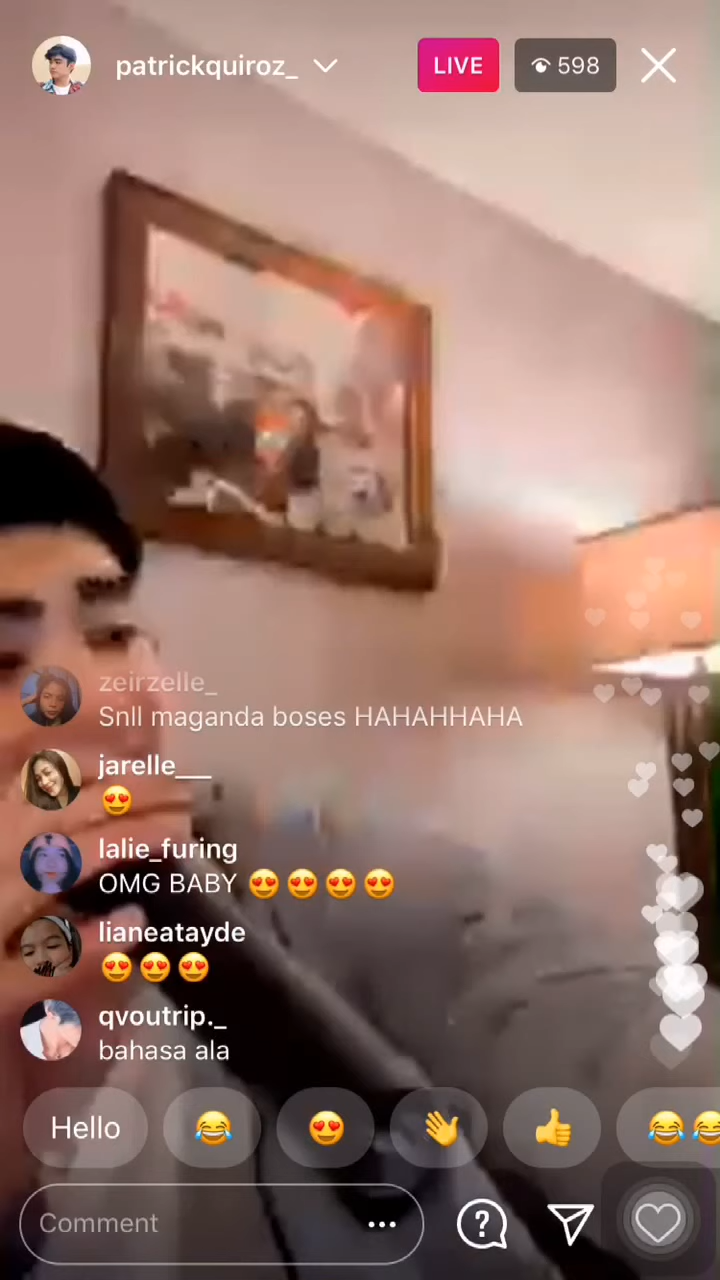 patrickquiroz_
LIVE
598
zeirzelle_
Snll maganda boses HAHAHHAHA
jarelle___
😍
lalie_furing
OMG BABY 😍😍😍😍
lianeatayde
😍😍😍
qvoutrip._
bahasa ala
Hello 😂 😍 👋 👍 😂😂
Comment